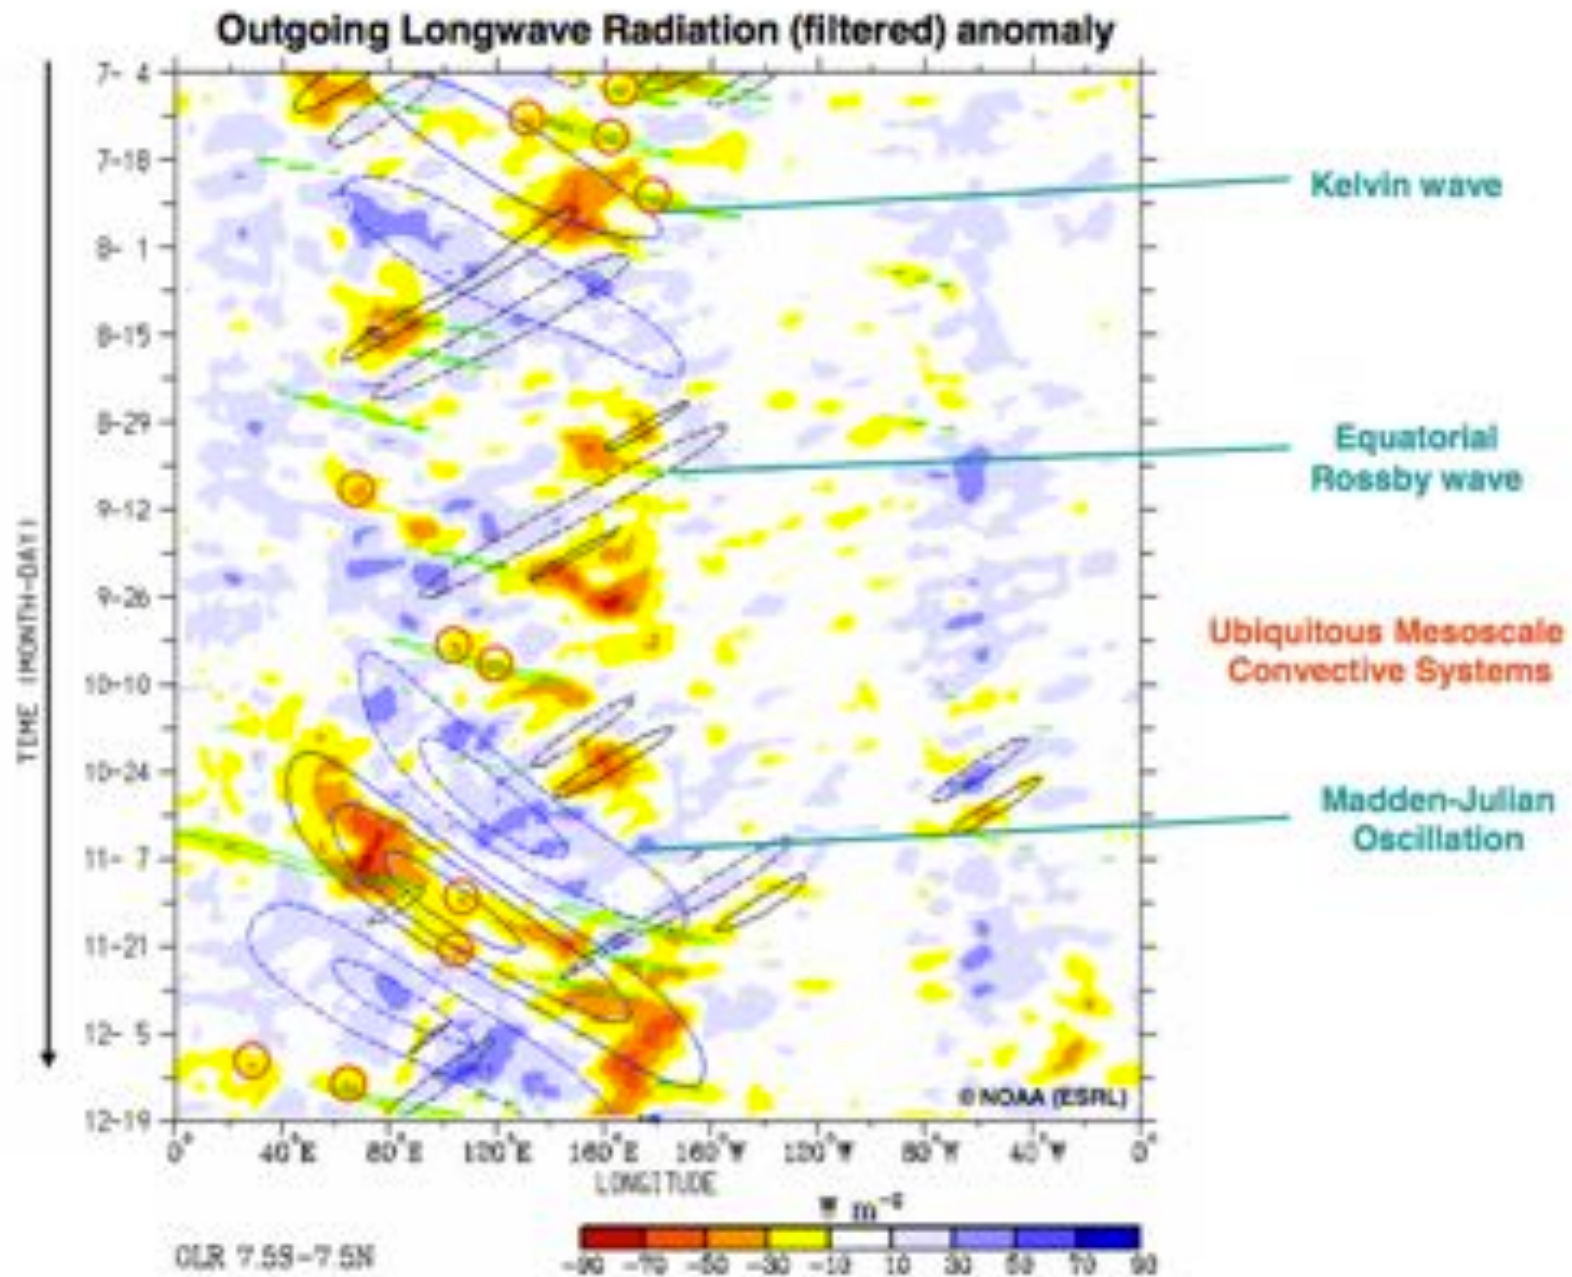 Outgoing Longwave Radiation (filtered) anomaly
7- 4
7-18
8- 1
8-15
8-29
9-12
9-26
10-10
10-24
11- 7
11-21
12- 5
12-19
TIME (MONTH-DAY)
Kelvin wave
Equatorial
Rossby wave
Ubiquitous Mesoscale
Convective Systems
Madden-Julian
Oscillation
© NOAA (ESRL)
0° 40°E 80°E 120°E 160°E 160°W 120°W 80°W 40°W 0°
LONGITUDE
W m⁻²
OLR 7.5S-7.5N
-90 -70 -50 -30 -10 10 30 50 70 90